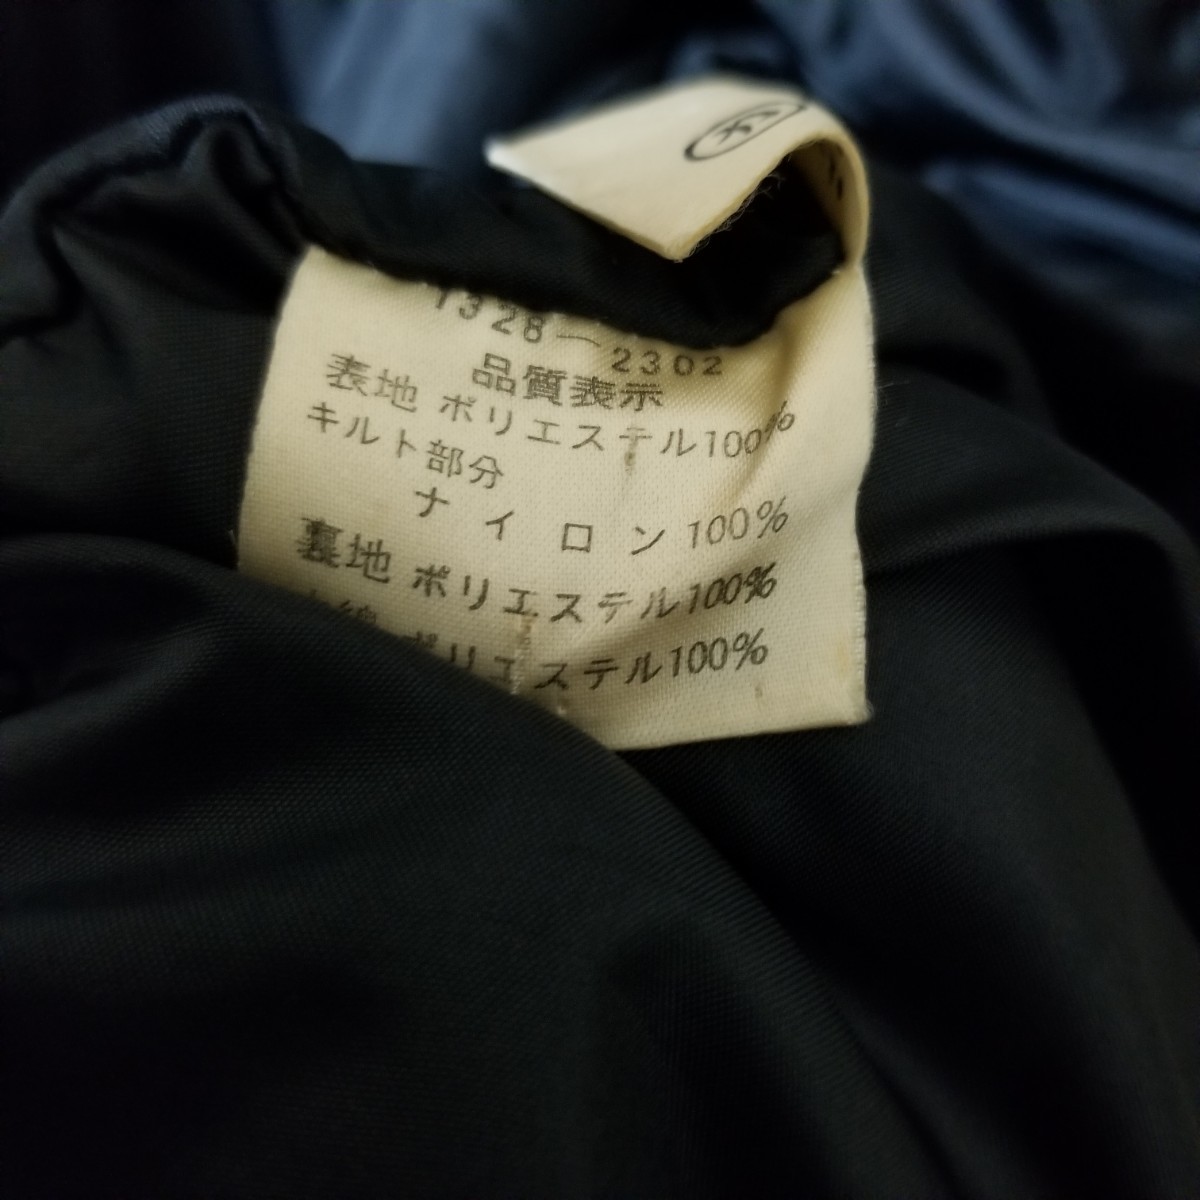 1328-2302
品質表示
表地 ポリエステル100%
キルト部分
ナイロン100%
裏地 ポリエステル100%
ポリエステル100%